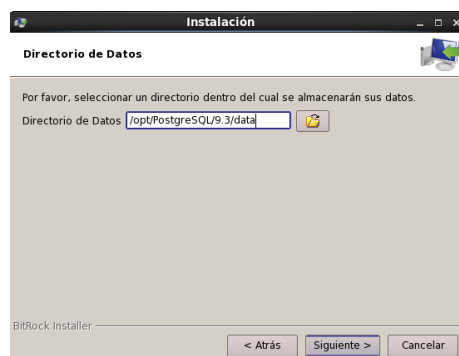 Instalación
Directorio de Datos
Por favor, seleccionar un directorio dentro del cual se almacenarán sus datos.
Directorio de Datos /opt/PostgreSQL/9.3/data
BitRock Installer
< Atrás Siguiente > Cancelar